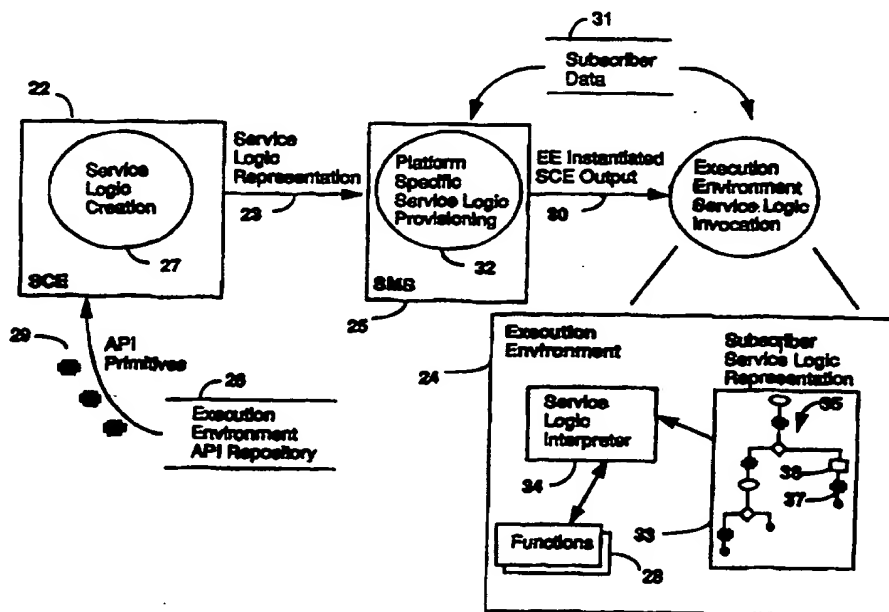 31
Subscriber
Data
22
Service
Logic
Creation
27
SCE
Service
Logic
Representation
23
Platform
Specific
Service Logic
Provisioning
32
SMS
25
EE Instantiated
SCE Output
30
Execution
Environment
Service Logic
Invocation
29
API
Primitives
26
Execution
Environment
API Repository
24
Execution
Environment
Service
Logic
Interpreter
34
Functions
28
Subscriber
Service Logic
Representation
35
36
37
33